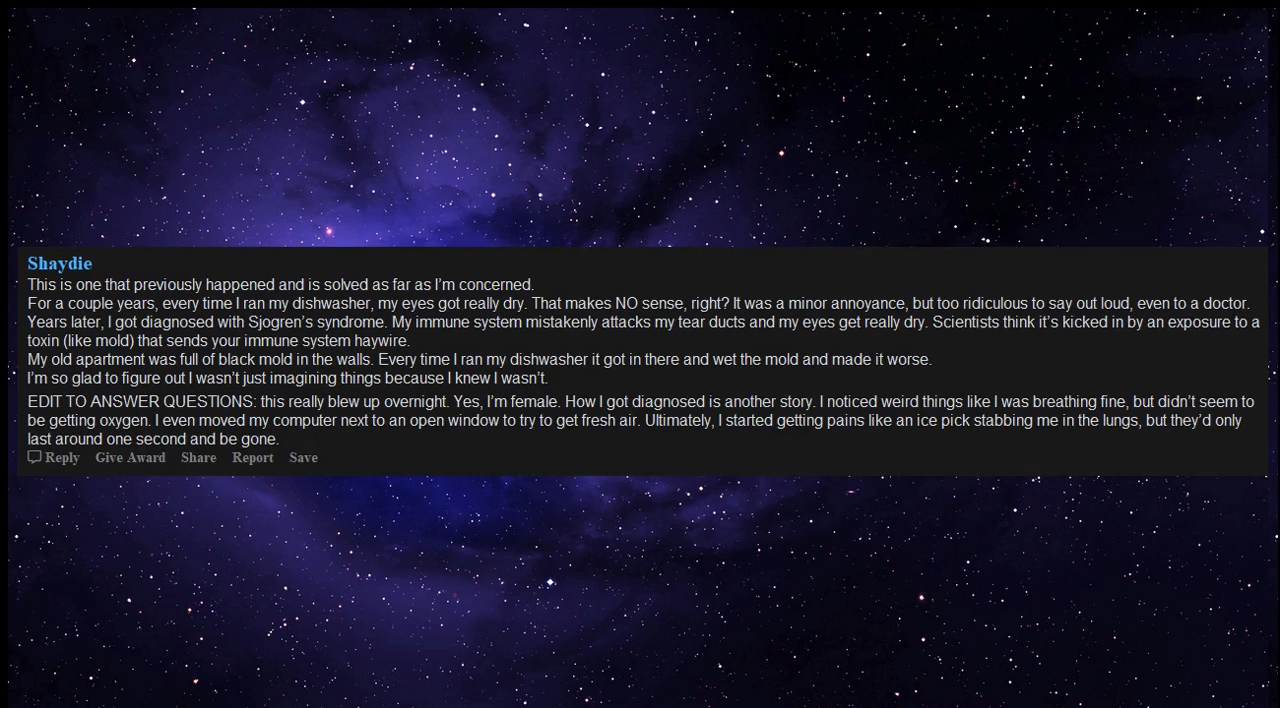 Shaydie
This is one that previously happened and is solved as far as I’m concerned.
For a couple years, every time I ran my dishwasher, my eyes got really dry. That makes NO sense, right? It was a minor annoyance, but too ridiculous to say out loud, even to a doctor.
Years later, I got diagnosed with Sjogren’s syndrome. My immune system mistakenly attacks my tear ducts and my eyes get really dry. Scientists think it’s kicked in by an exposure to a
toxin (like mold) that sends your immune system haywire.
My old apartment was full of black mold in the walls. Every time I ran my dishwasher it got in there and wet the mold and made it worse.
I’m so glad to figure out I wasn’t just imagining things because I knew I wasn’t.
EDIT TO ANSWER QUESTIONS: this really blew up overnight. Yes, I’m female. How I got diagnosed is another story. I noticed weird things like I was breathing fine, but didn’t seem to
be getting oxygen. I even moved my computer next to an open window to try to get fresh air. Ultimately, I started getting pains like an ice pick stabbing me in the lungs, but they’d only
last around one second and be gone.
Reply Give Award Share Report Save